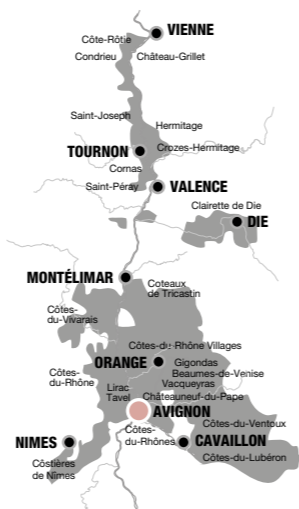 VIENNE
Côte-Rôtie
Condrieu
Château-Grillet
Saint-Joseph
Hermitage
TOURNON
Crozes-Hermitage
Cornas
Saint-Péray
VALENCE
Clairette de Die
DIE
MONTÉLIMAR
Coteaux
de Tricastin
Côtes-
du-Vivarais
Côtes-du-Rhône Villages
ORANGE
Gigondas
Beaumes-de-Venise
Vacqueyras
Côtes-
du-Rhône
Lirac
Tavel
Châteauneuf-du-Pape
AVIGNON
Côtes-du-Ventoux
Côtes-
du-Rhônes
NIMES
CAVAILLON
Côtes-du-Lubéron
Côstières
de Nîmes